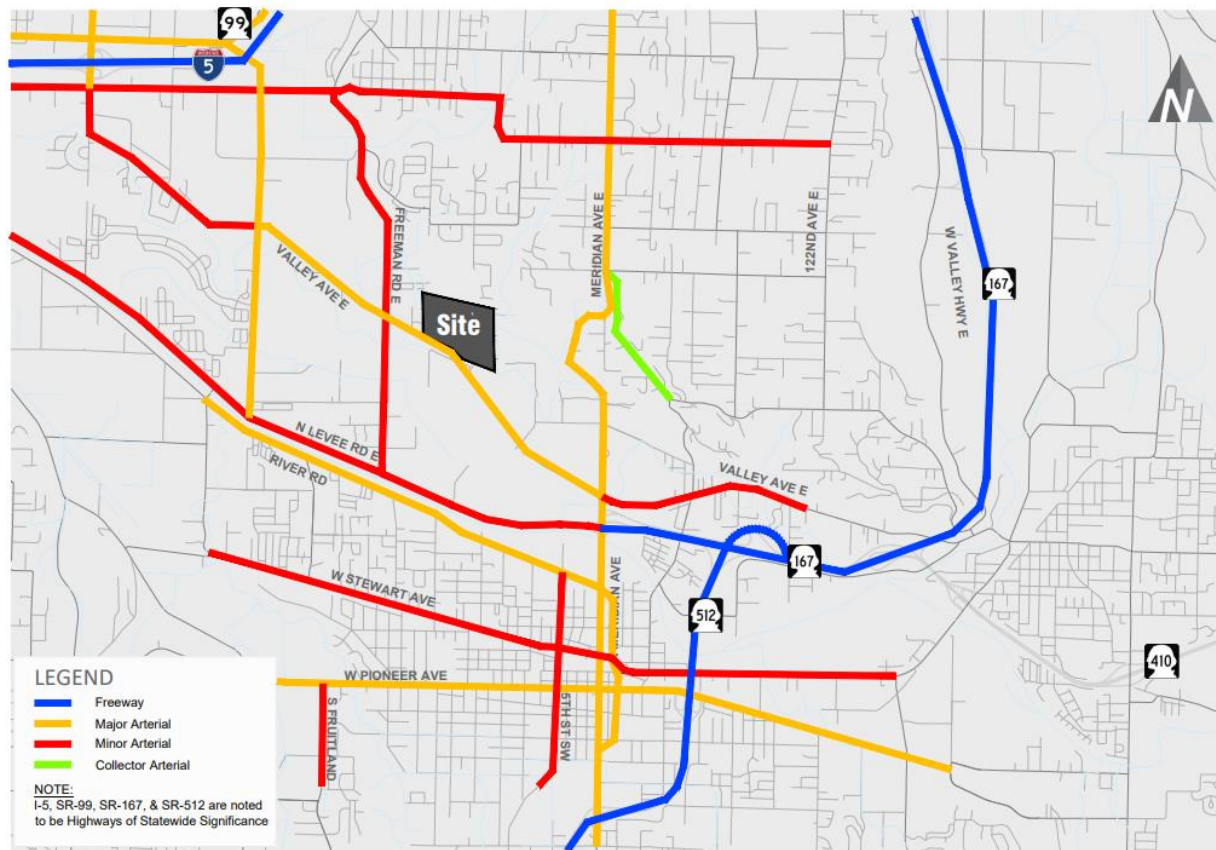 99
INTERSTATE
5
N
FREEMAN RD E
VALLEY AVE E
MERIDIAN AVE E
122ND AVE E
W VALLEY HWY E
167
Site
N LEVEE RD E
RIVER RD
VALLEY AVE E
167
W STEWART AVE
MERIDIAN AVE
512
410
W PIONEER AVE
5TH ST SW
S FRUITLAND
LEGEND
Freeway
Major Arterial
Minor Arterial
Collector Arterial
NOTE:
I-5, SR-99, SR-167, & SR-512 are noted
to be Highways of Statewide Significance